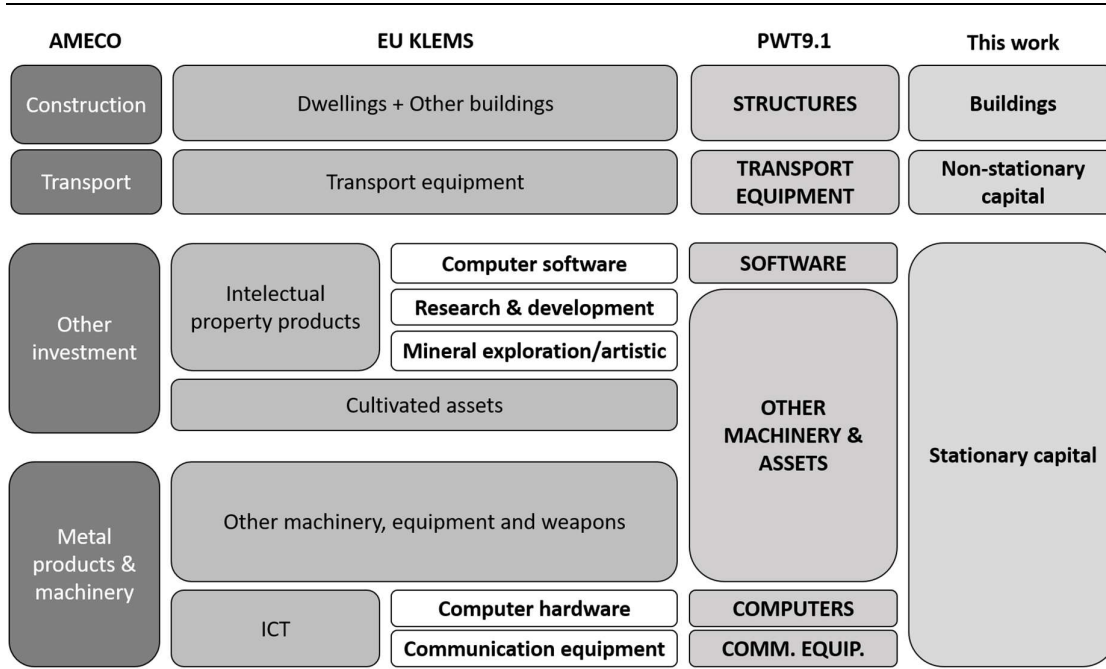 AMECO
EU KLEMS
PWT9.1
This work
Construction
Dwellings + Other buildings
STRUCTURES
Buildings
Transport
Transport equipment
TRANSPORT
EQUIPMENT
Non-stationary
capital
Other
investment
Intelectual
property products
Computer software
Research & development
Mineral exploration/artistic
Cultivated assets
SOFTWARE
OTHER
MACHINERY &
ASSETS
Stationary capital
Metal
products &
machinery
Other machinery, equipment and weapons
ICT
Computer hardware
Communication equipment
COMPUTERS
COMM. EQUIP.